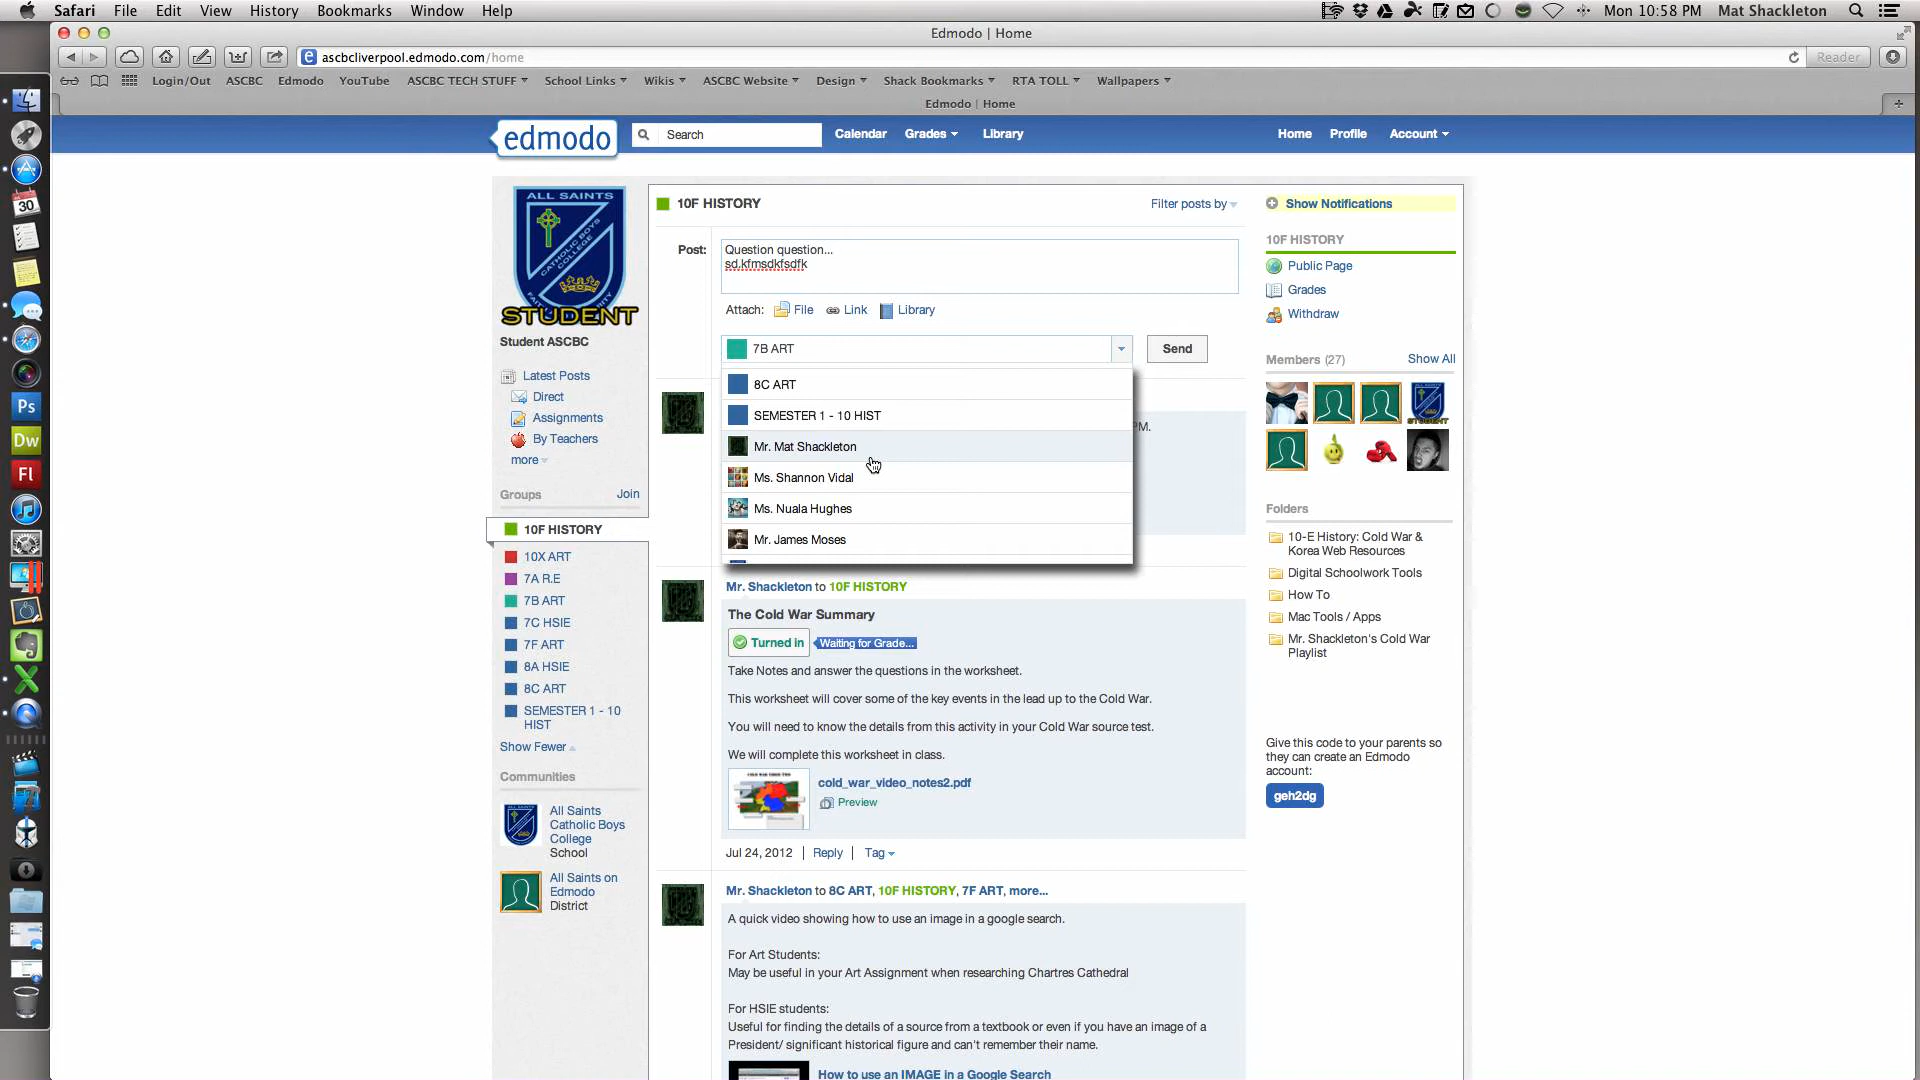 Safari File Edit View History Bookmarks Window Help
Mon 10:58 PM Mat Shackleton
Edmodo | Home
ascbcliverpool.edmodo.com/home
Reader
Login/Out ASCBC Edmodo YouTube ASCBC TECH STUFF School Links Wikis ASCBC Website Design Shack Bookmarks RTA TOLL Wallpapers
Edmodo | Home
edmodo
Search
Calendar Grades Library
Home Profile Account
30
Ps
Dw
Fl
ALL SAINTS
CATHOLIC BOYS
COLLEGE
STUDENT
Student ASCBC
Latest Posts
Direct
Assignments
By Teachers
more
Groups Join
10F HISTORY
10X ART
7A R.E
7B ART
7C HSIE
7F ART
8A HSIE
8C ART
SEMESTER 1 - 10
HIST
Show Fewer
Communities
All Saints
Catholic Boys
College
School
All Saints on
Edmodo
District
10F HISTORY
Filter posts by
Post:
Question question...
sd.kfmsdkfsdfk
Attach: File Link Library
7B ART
Send
8C ART
SEMESTER 1 - 10 HIST
Mr. Mat Shackleton
Ms. Shannon Vidal
Ms. Nuala Hughes
Mr. James Moses
PM.
Mr. Shackleton to 10F HISTORY
The Cold War Summary
Turned in Waiting for Grade...
Take Notes and answer the questions in the worksheet.
This worksheet will cover some of the key events in the lead up to the Cold War.
You will need to know the details from this activity in your Cold War source test.
We will complete this worksheet in class.
cold_war_video_notes2.pdf
Preview
Jul 24, 2012 Reply Tag
Mr. Shackleton to 8C ART, 10F HISTORY, 7F ART, more...
A quick video showing how to use an image in a google search.
For Art Students:
May be useful in your Art Assignment when researching Chartres Cathedral
For HSIE students:
Useful for finding the details of a source from a textbook or even if you have an image of a
President/ significant historical figure and can't remember their name.
How to use an IMAGE in a Google Search
Show Notifications
10F HISTORY
Public Page
Grades
Withdraw
Members (27) Show All
Folders
10-E History: Cold War &
Korea Web Resources
Digital Schoolwork Tools
How To
Mac Tools / Apps
Mr. Shackleton's Cold War
Playlist
Give this code to your parents so
they can create an Edmodo
account:
geh2dg